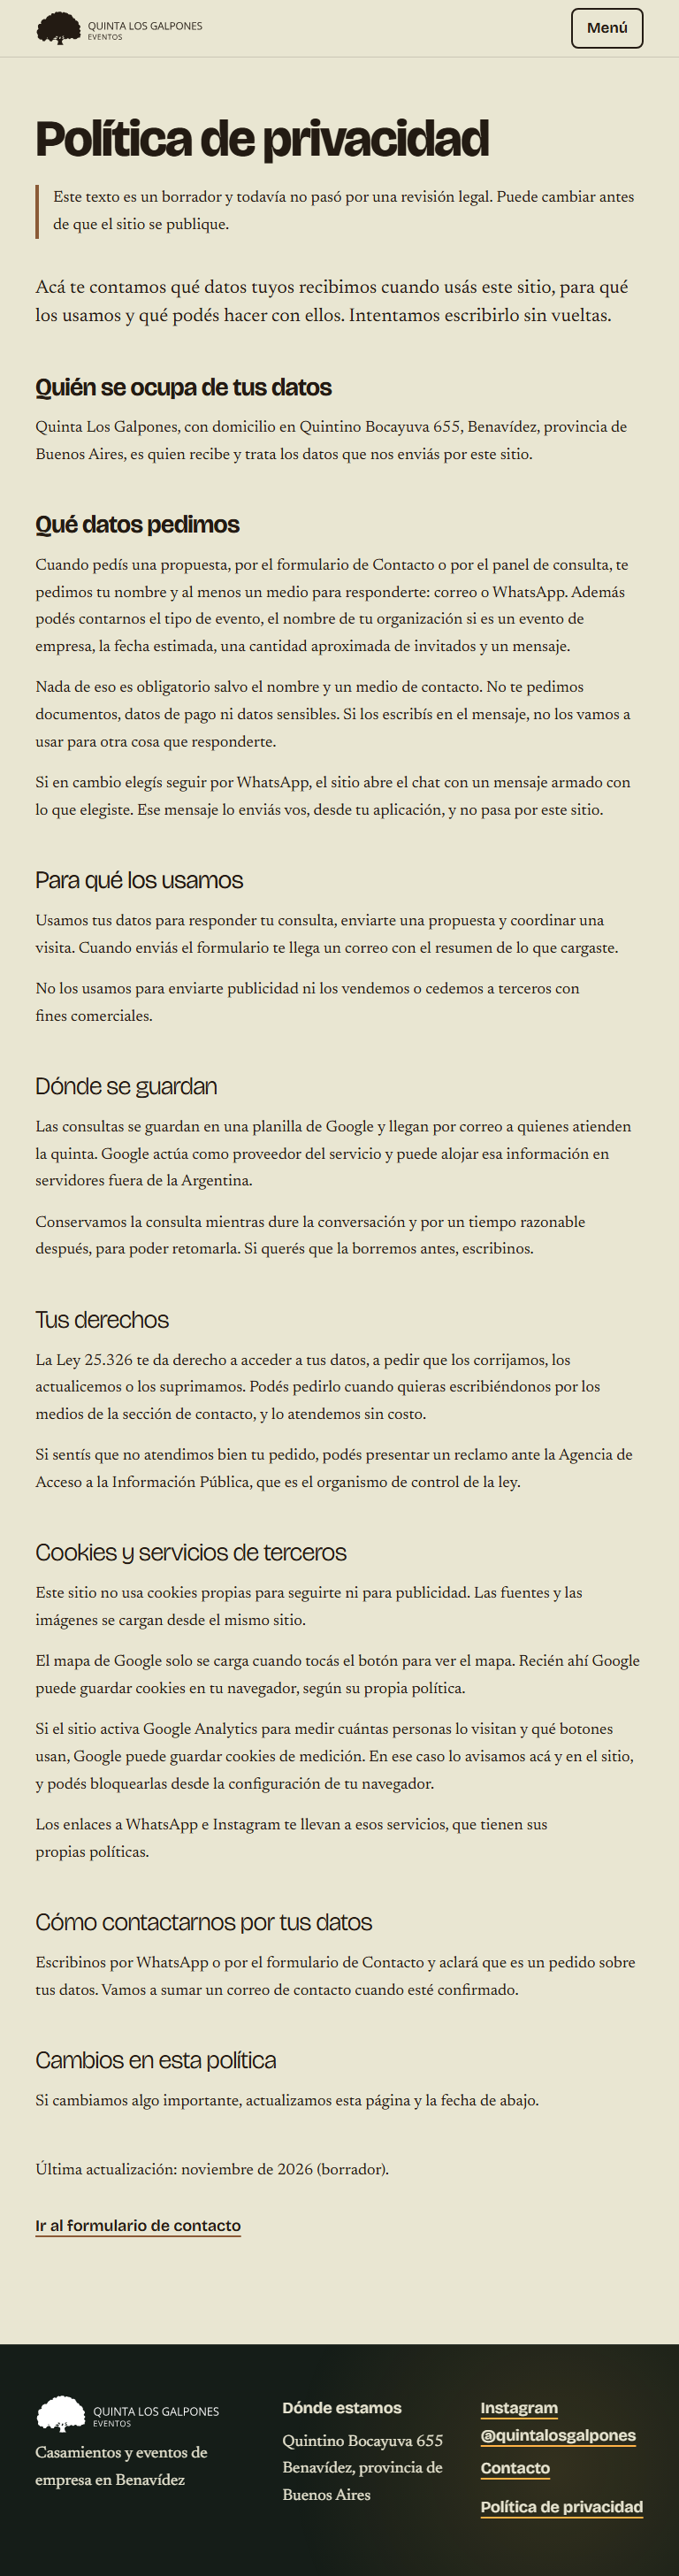 QUINTA LOS GALPONES
EVENTOS
Menú
Política de privacidad
Este texto es un borrador y todavía no pasó por una revisión legal. Puede cambiar antes
de que el sitio se publique.
Acá te contamos qué datos tuyos recibimos cuando usás este sitio, para qué
los usamos y qué podés hacer con ellos. Intentamos escribirlo sin vueltas.
Quién se ocupa de tus datos
Quinta Los Galpones, con domicilio en Quintino Bocayuva 655, Benavídez, provincia de
Buenos Aires, es quien recibe y trata los datos que nos enviás por este sitio.
Qué datos pedimos
Cuando pedís una propuesta, por el formulario de Contacto o por el panel de consulta, te
pedimos tu nombre y al menos un medio para responderte: correo o WhatsApp. Además
podés contarnos el tipo de evento, el nombre de tu organización si es un evento de
empresa, la fecha estimada, una cantidad aproximada de invitados y un mensaje.
Nada de eso es obligatorio salvo el nombre y un medio de contacto. No te pedimos
documentos, datos de pago ni datos sensibles. Si los escribís en el mensaje, no los vamos a
usar para otra cosa que responderte.
Si en cambio elegís seguir por WhatsApp, el sitio abre el chat con un mensaje armado con
lo que elegiste. Ese mensaje lo enviás vos, desde tu aplicación, y no pasa por este sitio.
Para qué los usamos
Usamos tus datos para responder tu consulta, enviarte una propuesta y coordinar una
visita. Cuando enviás el formulario te llega un correo con el resumen de lo que cargaste.
No los usamos para enviarte publicidad ni los vendemos o cedemos a terceros con
fines comerciales.
Dónde se guardan
Las consultas se guardan en una planilla de Google y llegan por correo a quienes atienden
la quinta. Google actúa como proveedor del servicio y puede alojar esa información en
servidores fuera de la Argentina.
Conservamos la consulta mientras dure la conversación y por un tiempo razonable
después, para poder retomarla. Si querés que la borremos antes, escribinos.
Tus derechos
La Ley 25.326 te da derecho a acceder a tus datos, a pedir que los corrijamos, los
actualicemos o los suprimamos. Podés pedirlo cuando quieras escribiéndonos por los
medios de la sección de contacto, y lo atendemos sin costo.
Si sentís que no atendimos bien tu pedido, podés presentar un reclamo ante la Agencia de
Acceso a la Información Pública, que es el organismo de control de la ley.
Cookies y servicios de terceros
Este sitio no usa cookies propias para seguirte ni para publicidad. Las fuentes y las
imágenes se cargan desde el mismo sitio.
El mapa de Google solo se carga cuando tocás el botón para ver el mapa. Recién ahí Google
puede guardar cookies en tu navegador, según su propia política.
Si el sitio activa Google Analytics para medir cuántas personas lo visitan y qué botones
usan, Google puede guardar cookies de medición. En ese caso lo avisamos acá y en el sitio,
y podés bloquearlas desde la configuración de tu navegador.
Los enlaces a WhatsApp e Instagram te llevan a esos servicios, que tienen sus
propias políticas.
Cómo contactarnos por tus datos
Escribinos por WhatsApp o por el formulario de Contacto y aclará que es un pedido sobre
tus datos. Vamos a sumar un correo de contacto cuando esté confirmado.
Cambios en esta política
Si cambiamos algo importante, actualizamos esta página y la fecha de abajo.
Última actualización: noviembre de 2026 (borrador).
Ir al formulario de contacto
QUINTA LOS GALPONES
EVENTOS
Casamientos y eventos de
empresa en Benavídez
Dónde estamos
Quintino Bocayuva 655
Benavídez, provincia de
Buenos Aires
Instagram
@quintalosgalpones
Contacto
Política de privacidad